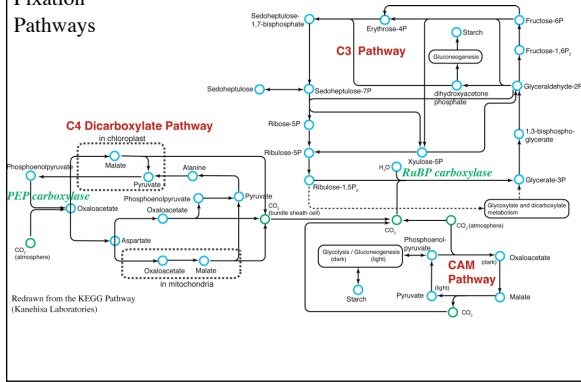 Fixation
Pathways
Sedoheptulose-
1,7-bisphosphate
Erythrose-4P
Fructose-6P
Starch
C3 Pathway
Gluconeogenesis
Fructose-1,6P2
Sedoheptulose
Sedoheptulose-7P
dihydroxyacetone
phosphate
Glyceraldehyde-2P
Ribose-5P
1,3-bisphospho-
glycerate
Ribulose-5P
Xyulose-5P
H2O
RuBP carboxylase
Ribulose-1,5P2
Glycerate-3P
Glycoxylate and dicarboxylate
metabolism
C4 Dicarboxylate Pathway
in chloroplast
Malate
Pyruvate
Alanine
Phosphoenolpyruvate
PEP carboxylase
Phosphoenolpyruvate
Pyruvate
Oxaloacetate
Oxaloacetate
CO2
(bundle sheath cell)
CO2
CO2 (atmosphere)
Aspartate
CO2
(atmosphere)
Oxaloacetate
Malate
in mitochondria
Glycolysis / Gluconeogenesis
(dark)
(light)
Phosphoenol-
pyruvate
(dark)
Oxaloacetate
CAM
Pathway
Starch
Pyruvate
(light)
Malate
CO2
Redrawn from the KEGG Pathway
(Kanehisa Laboratories)